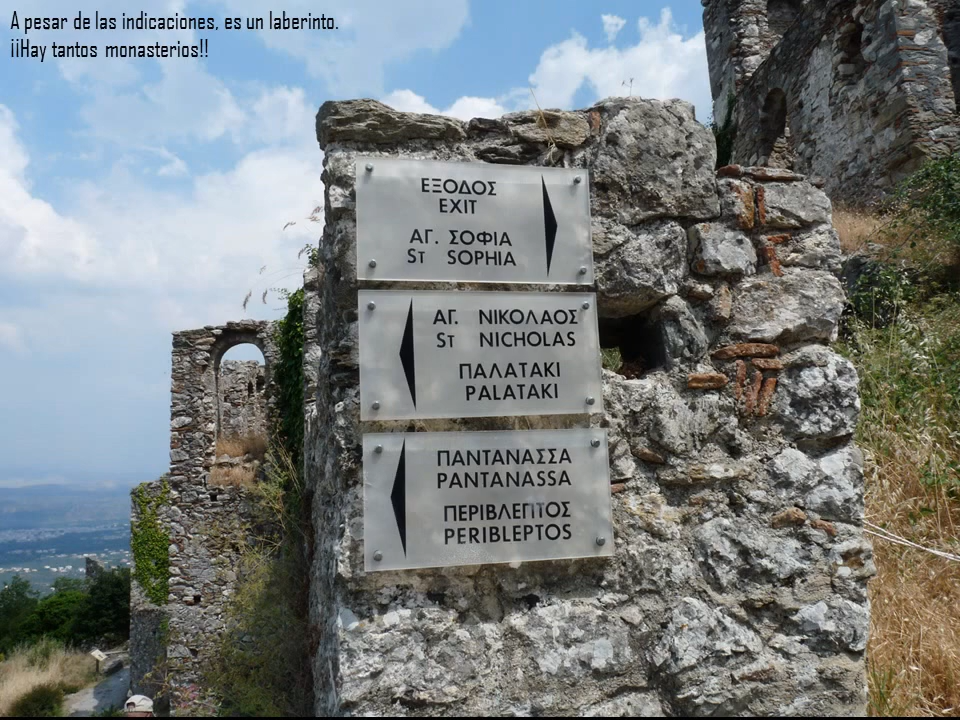 A pesar de las indicaciones, es un laberinto.
¡¡Hay tantos monasterios!!
ΕΞΟΔΟΣ
EXIT
ΑΓ. ΣΟΦΙΑ
St SOPHIA
ΑΓ. ΝΙΚΟΛΑΟΣ
St NICHOLAS
ΠΑΛΑΤΑΚΙ
PALATAKI
ΠΑΝΤΑΝΑΣΣΑ
PANTANASSA
ΠΕΡΙΒΛΕΠΤΟΣ
PERIBLEPTOS